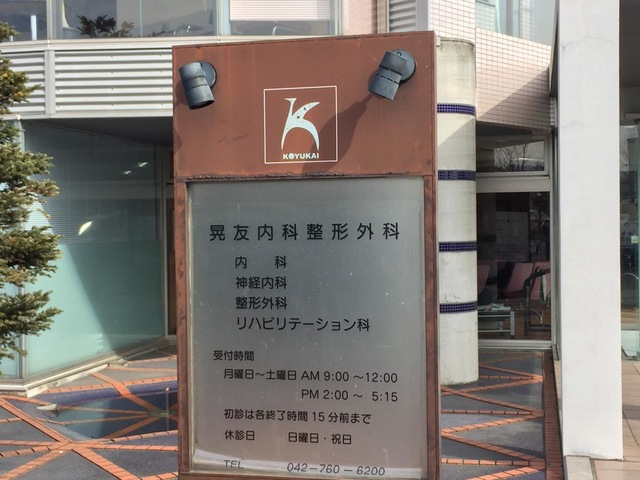 KOYUKAI
晃友内科整形外科
内 科
神経内科
整形外科
リハビリテーション科
受付時間
月曜日〜土曜日 AM 9:00 〜12:00
PM 2:00 〜 5:15
初診は各終了時間15分前まで
休診日 日曜日・祝日
TEL 042-760-6200